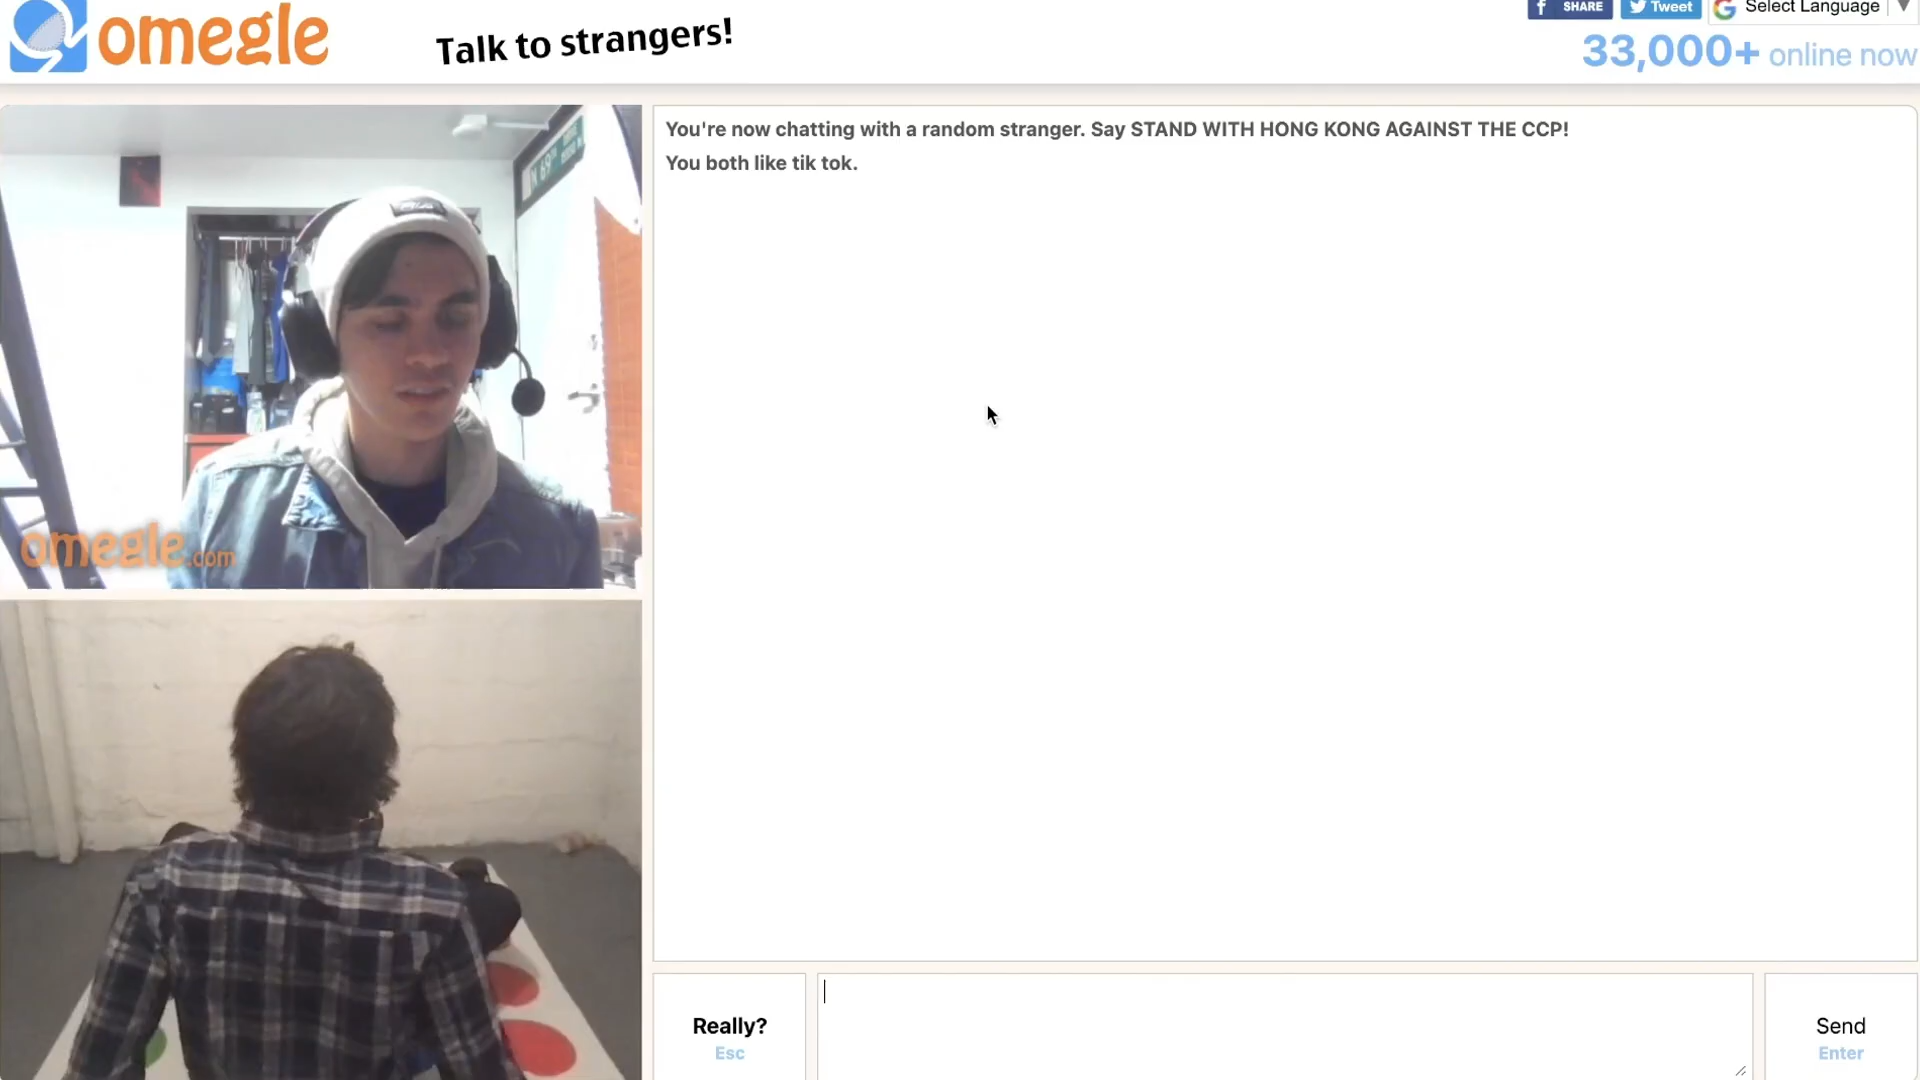 omegle
Talk to strangers!
SHARE
Tweet
Select Language
33,000+ online now
You're now chatting with a random stranger. Say STAND WITH HONG KONG AGAINST THE CCP!
You both like tik tok.
N 69TH
omegle.com
Really?
Esc
Send
Enter